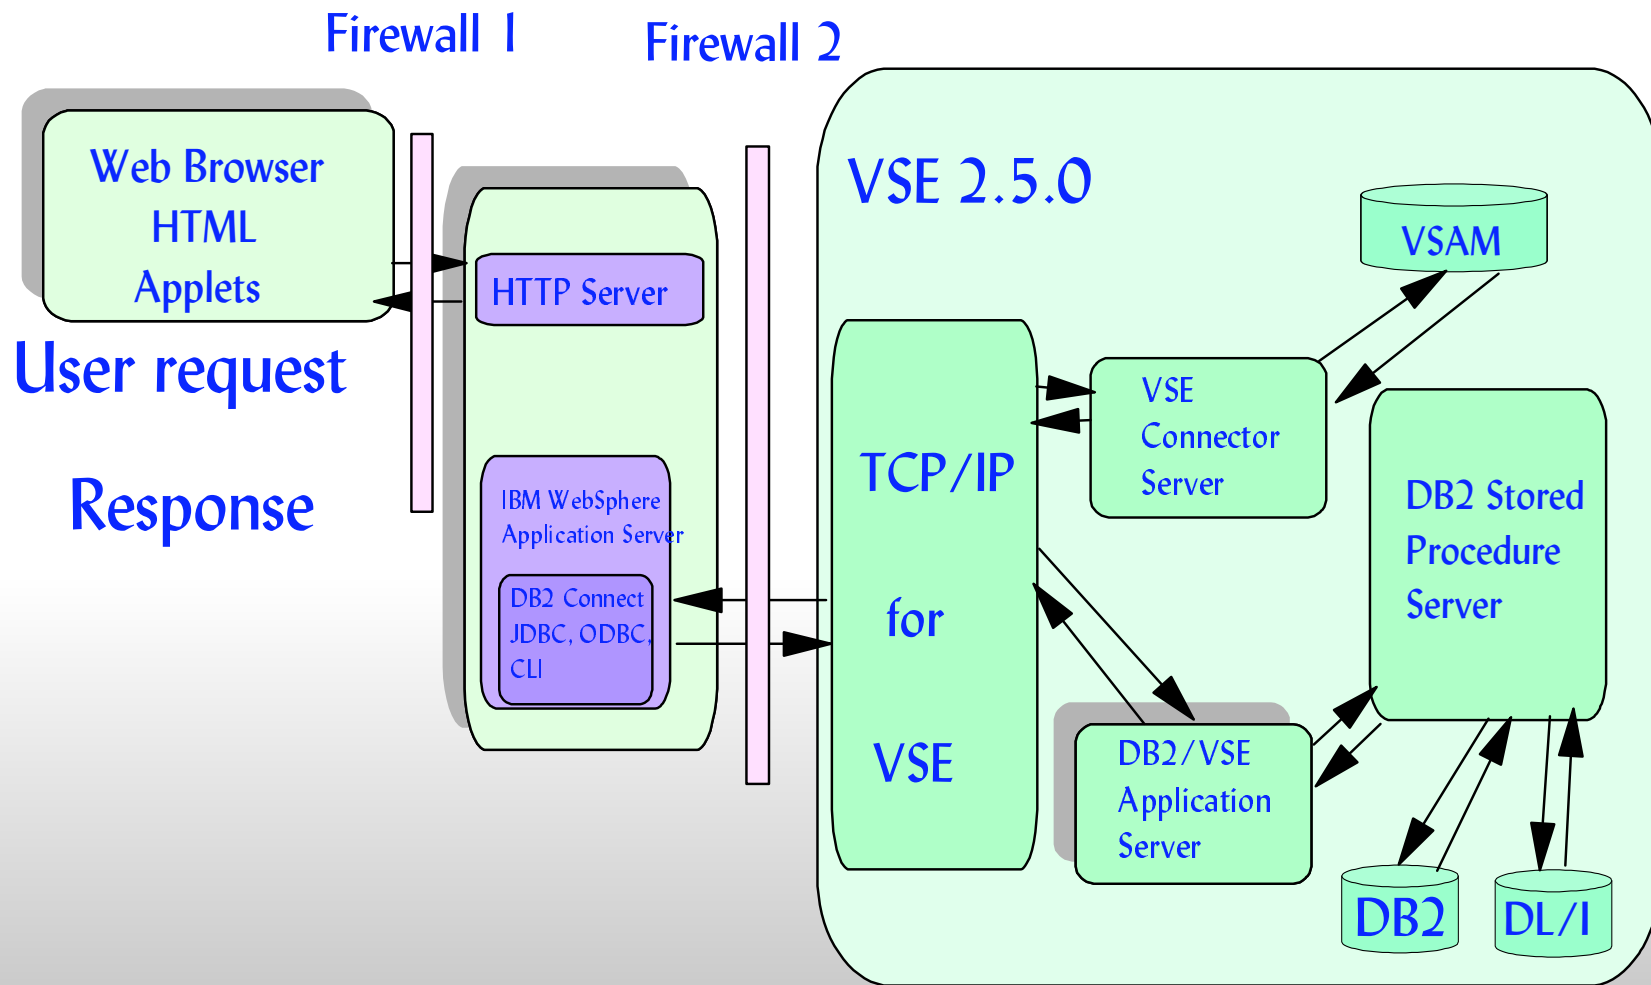 Firewall 1
Firewall 2
Web Browser
HTML
Applets
User request
Response
HTTP Server
IBM WebSphere
Application Server
DB2 Connect
JDBC, ODBC,
CLI
VSE 2.5.0
TCP/IP
for
VSE
VSE
Connector
Server
VSAM
DB2 Stored
Procedure
Server
DB2/VSE
Application
Server
DB2
DL/I